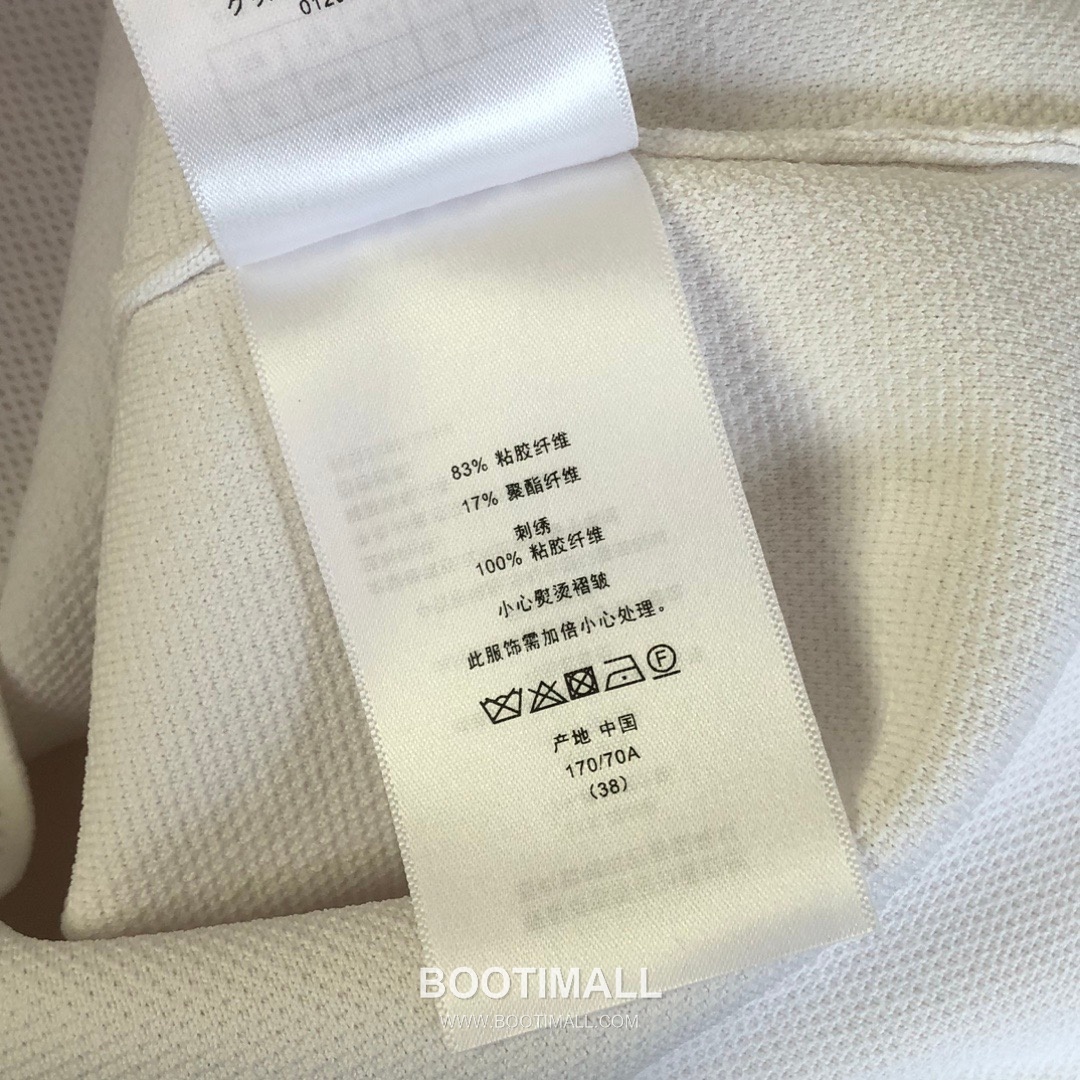 83% 粘胶纤维
17% 聚酯纤维
刺绣
100% 粘胶纤维
小心熨烫褶皱
此服饰需加倍小心处理。
F
产地 中国
170/70A
(38)
BOOTIMALL
WWW.BOOTIMALL.COM